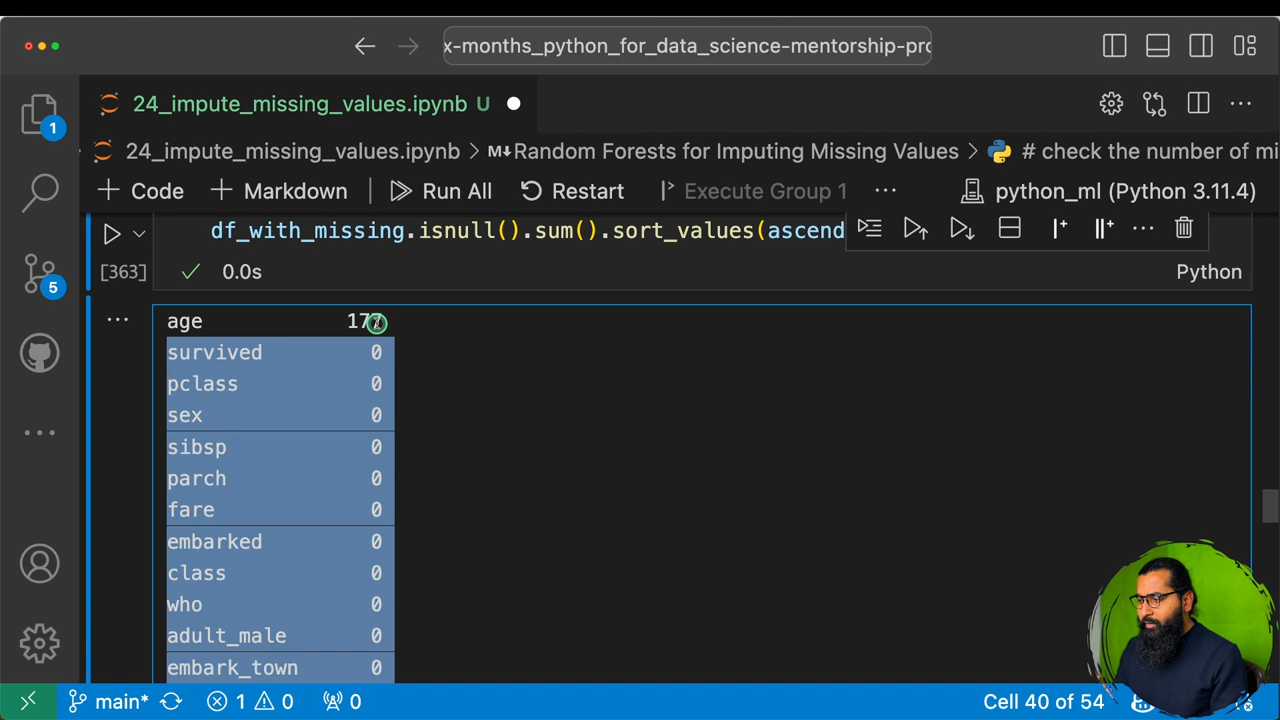 x-months_python_for_data_science-mentorship-pro
24_impute_missing_values.ipynb U
24_impute_missing_values.ipynb > M↓Random Forests for Imputing Missing Values > # check the number of mi
+ Code + Markdown Run All Restart Execute Group 1 ··· python_ml (Python 3.11.4)
df_with_missing.isnull().sum().sort_values(ascend
[363] 0.0s Python
age 177
survived 0
pclass 0
sex 0
sibsp 0
parch 0
fare 0
embarked 0
class 0
who 0
adult_male 0
embark_town 0
1
5
main* 1 0 0 Cell 40 of 54